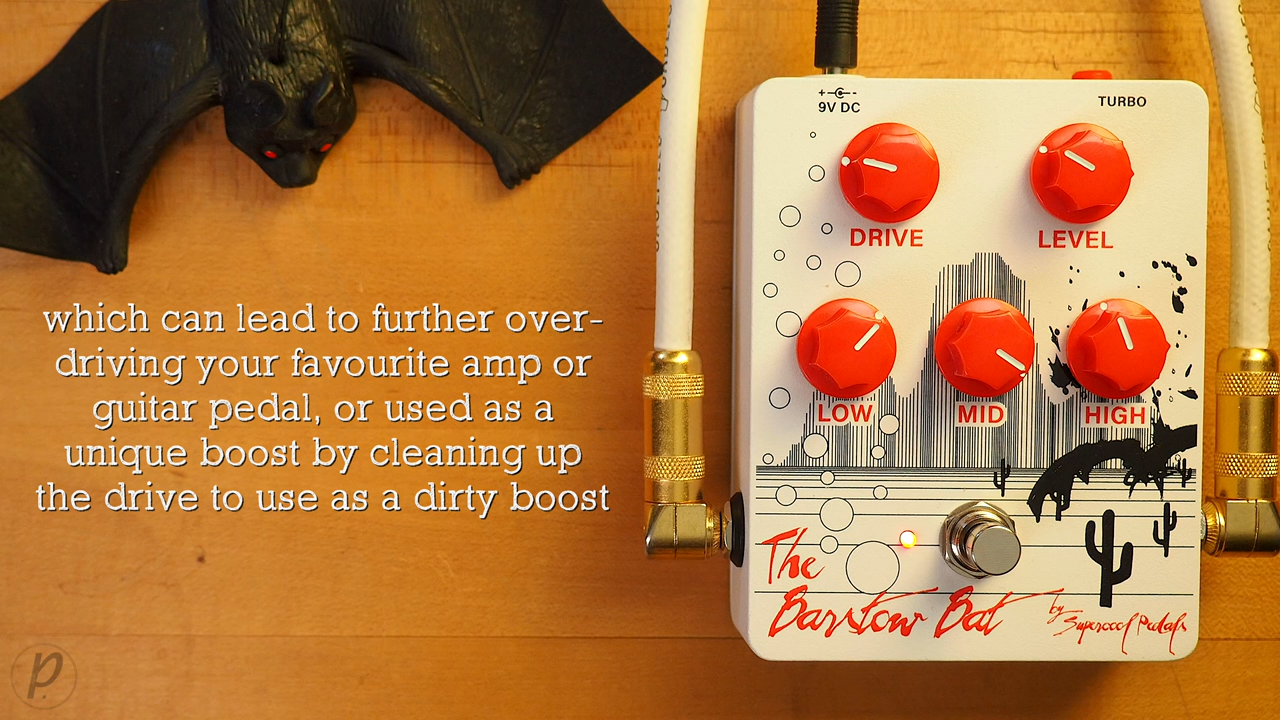 which can lead to further over-
driving your favourite amp or
guitar pedal, or used as a
unique boost by cleaning up
the drive to use as a dirty boost
9V DC
TURBO
DRIVE
LEVEL
LOW
MID
HIGH
The
Barstow Bat
by Supercool Pedals
p.